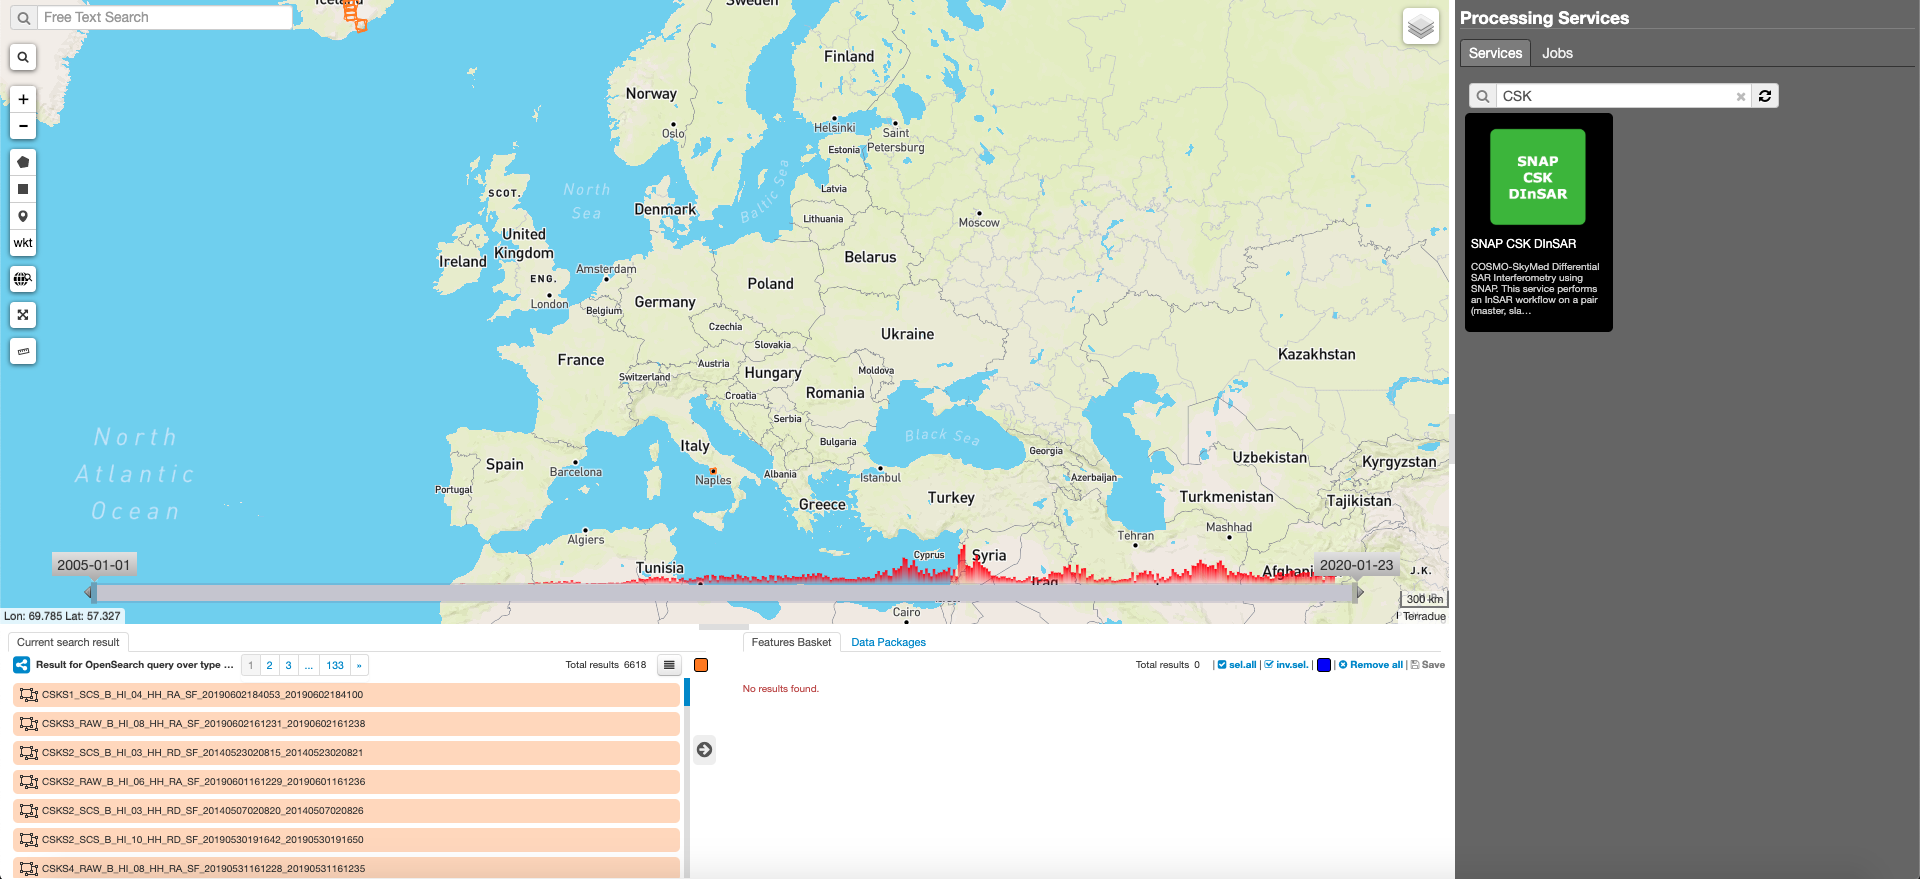 Free Text Search
Iceland
Sweden
Finland
Norway
Oslo
Helsinki
Saint
Petersburg
Estonia
Baltic Sea
Latvia
North
Sea
SCOT.
Denmark
Lithuania
Moscow
United
Kingdom
Ireland
Amsterdam
ENG.
London
Belarus
Poland
Germany
Belgium
Czechia
Ukraine
Slovakia
France
Austria
Switzerland
Hungary
Moldova
Kazakhstan
Croatia
Romania
Serbia
North
Atlantic
Ocean
Italy
Bulgaria
Black Sea
Georgia
Spain
Barcelona
Naples
Albania
Istanbul
Azerbaijan
Uzbekistan
Kyrgyzstan
Portugal
Greece
Turkey
Turkmenistan
Tajikistan
Algiers
Tehran
Mashhad
Tunisia
Cyprus
Syria
Iraq
Afghani
J.K.
Cairo
+
−
wkt
2005-01-01
2020-01-23
Lon: 69.785 Lat: 57.327
300 km
Terradue
Current search result
Result for OpenSearch query over type ...
1 2 3 ... 133 »
Total results 6618
CSKS1_SCS_B_HI_04_HH_RA_SF_20190602184053_20190602184100
CSKS3_RAW_B_HI_08_HH_RA_SF_20190602161231_20190602161238
CSKS2_SCS_B_HI_03_HH_RD_SF_20140523020815_20140523020821
CSKS2_RAW_B_HI_06_HH_RA_SF_20190601161229_20190601161236
CSKS2_SCS_B_HI_03_HH_RD_SF_20140507020820_20140507020826
CSKS2_SCS_B_HI_10_HH_RD_SF_20190530191642_20190530191650
CSKS4_RAW_B_HI_08_HH_RA_SF_20190531161228_20190531161235
Features Basket Data Packages
Total results 0 | sel.all | inv.sel. | | Remove all | Save
No results found.
Processing Services
Services Jobs
CSK
SNAP
CSK
DInSAR
SNAP CSK DInSAR
COSMO-SkyMed Differential
SAR Interferometry using
SNAP. This service performs
an InSAR workflow on a pair
(master, sla...